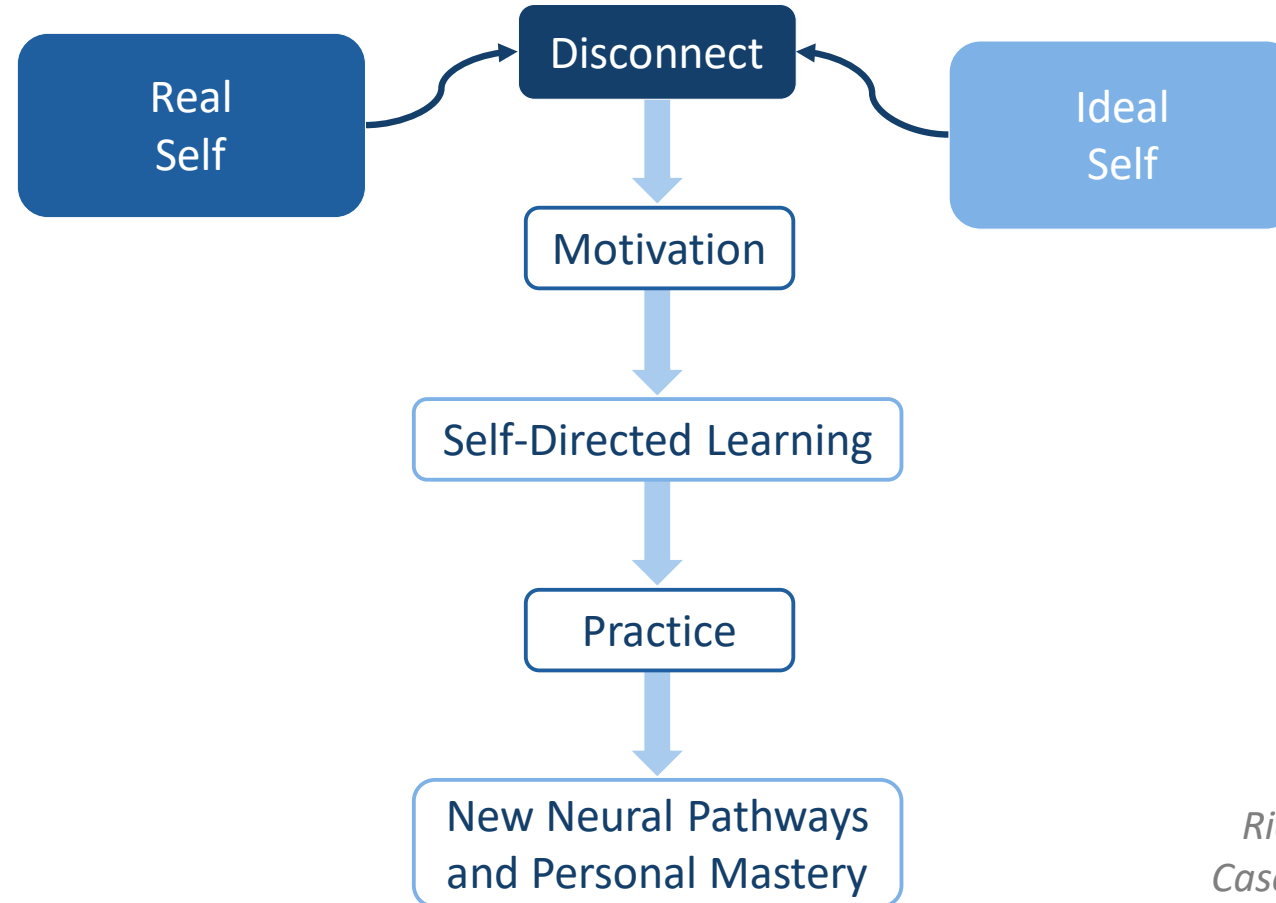 Disconnect
Real
Self
Ideal
Self
Motivation
Self-Directed Learning
Practice
New Neural Pathways
and Personal Mastery